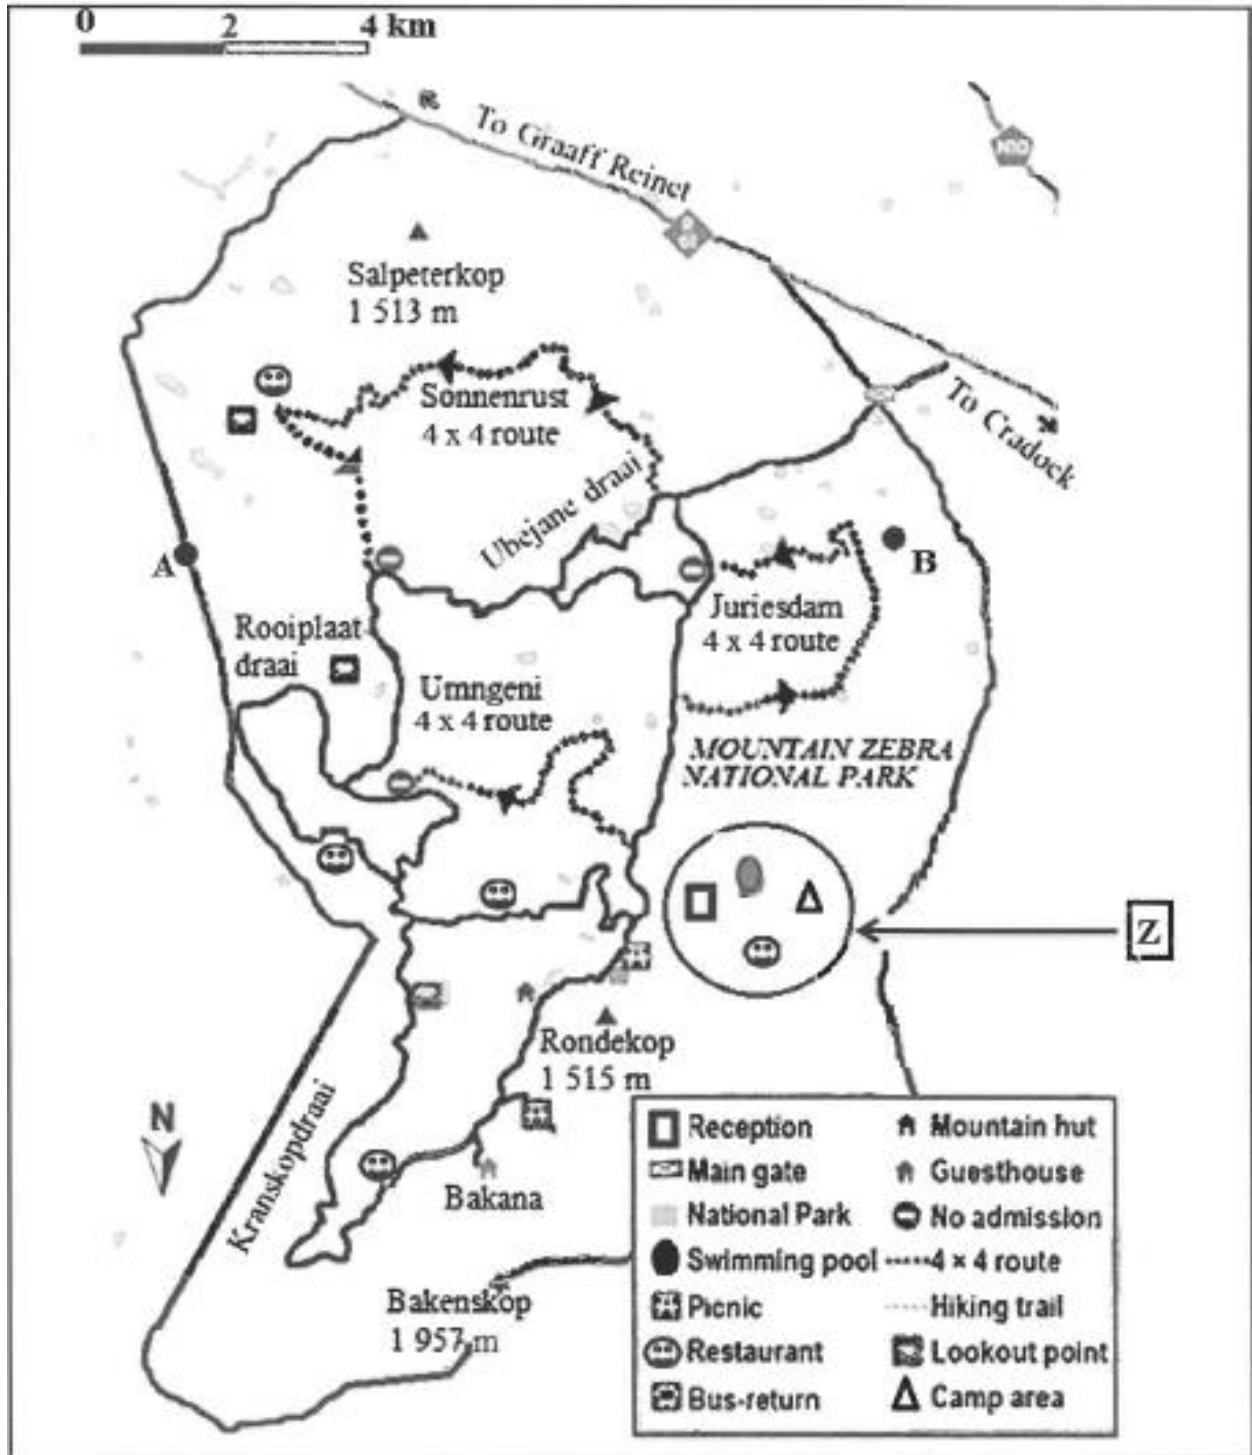 0 2 4 km
To Graaff Reinet
N10
Salpeterkop
1 513 m
Sonnenrust
4 x 4 route
To Cradock
Ubejane draai
A
B
Juriesdam
4 x 4 route
Rooiplaat
draai
Umngeni
4 x 4 route
MOUNTAIN ZEBRA
NATIONAL PARK
Z
Rondekop
1 515 m
N
Kranskopdraai
Bakana
Bakenskop
1 957 m
Reception
Main gate
National Park
Swimming pool
Picnic
Restaurant
Bus-return
Mountain hut
Guesthouse
No admission
4 × 4 route
Hiking trail
Lookout point
Camp area